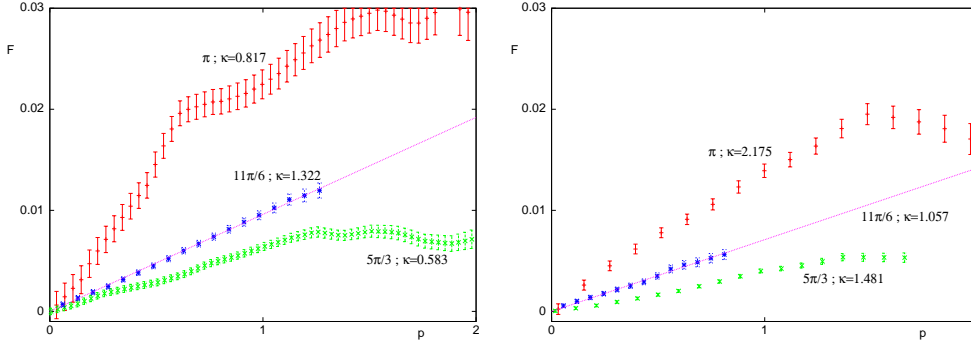 0.03
F
π ; κ=0.817
0.02
11π/6 ; κ=1.322
0.01
5π/3 ; κ=0.583
0
0
1
p
2
0.03
F
0.02
π ; κ=2.175
11π/6 ; κ=1.057
0.01
5π/3 ; κ=1.481
0
1
p